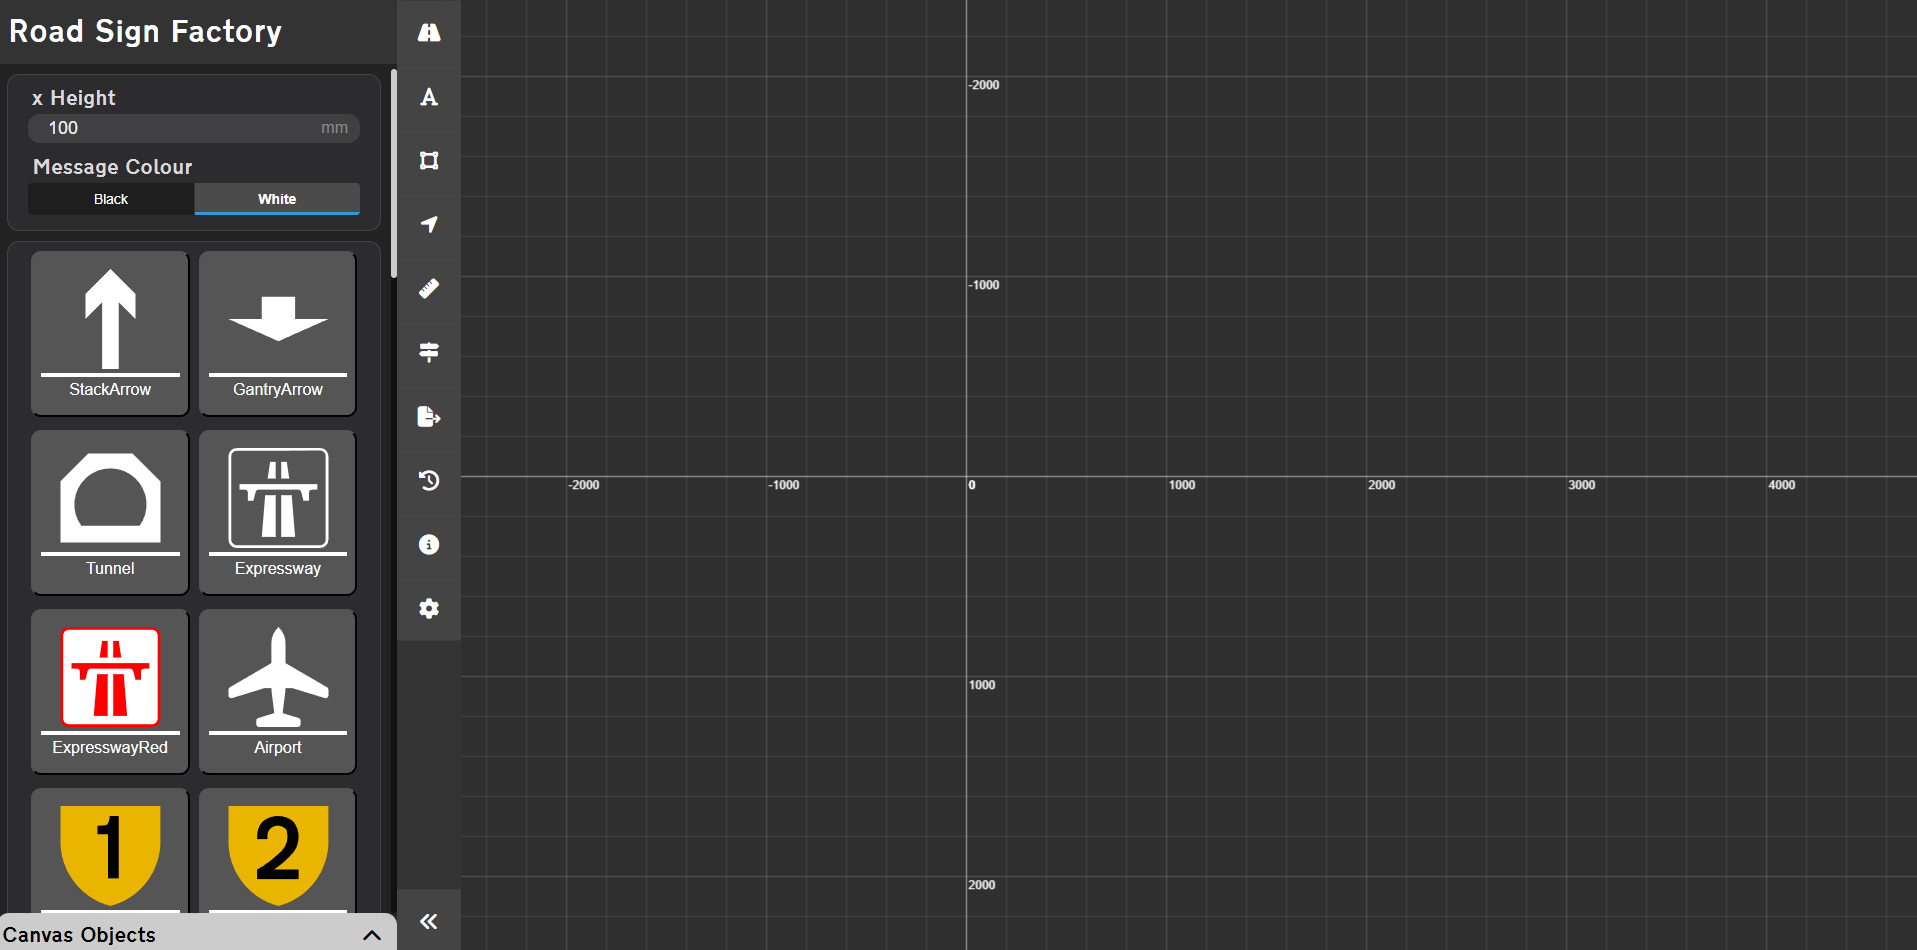 Road Sign Factory
x Height
100 mm
Message Colour
Black White
StackArrow GantryArrow
Tunnel Expressway
ExpresswayRed Airport
1 2
Canvas Objects
A
-2000
-1000
-2000 -1000 0 1000 2000 3000 4000
1000
2000